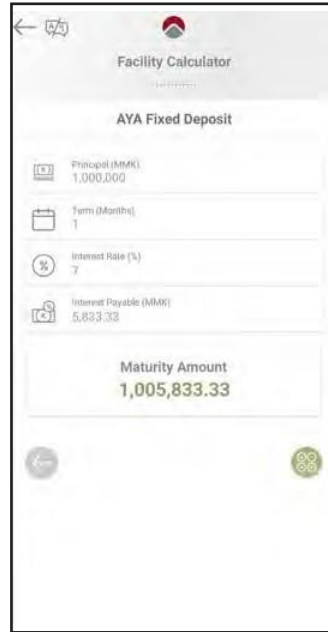 Facility Calculator
AYA Fixed Deposit
Principal (MMK)
1,000,000
Term (Months)
1
Interest Rate (%)
7
Interest Payable (MMK)
5,833.33
Maturity Amount
1,005,833.33